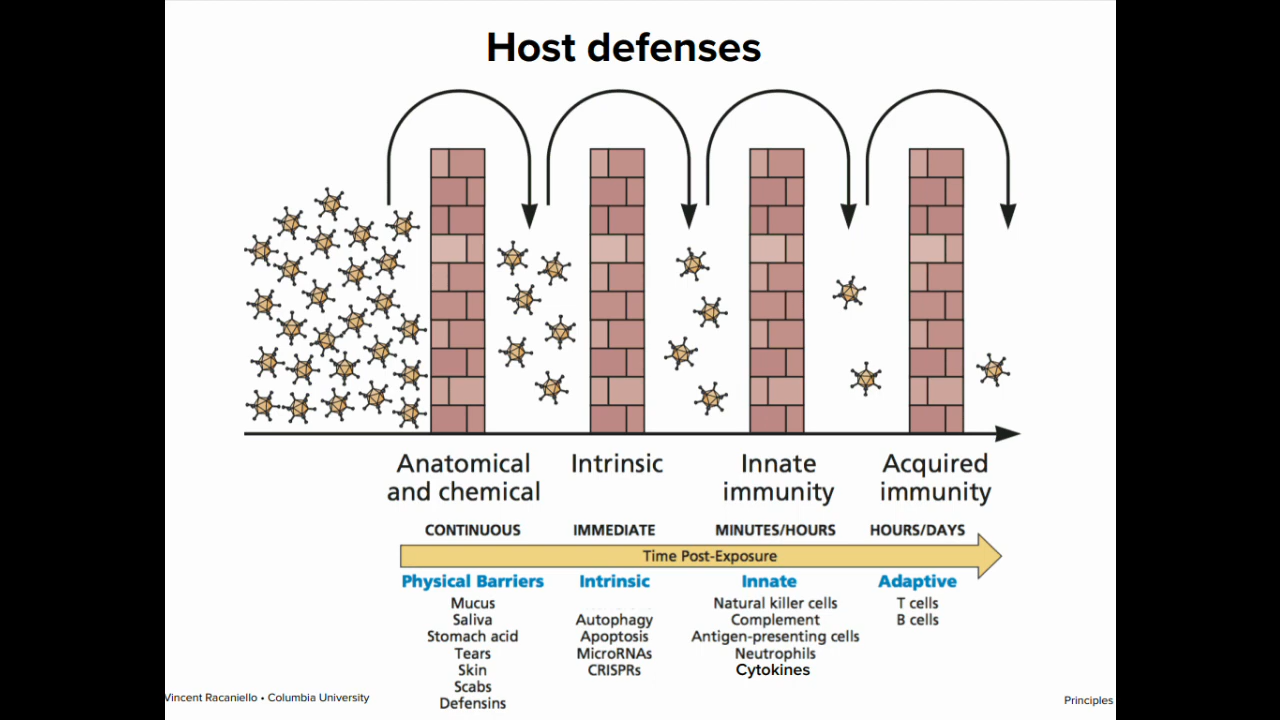 Host defenses
Anatomical and chemical
Intrinsic
Innate immunity
Acquired immunity
CONTINUOUS
IMMEDIATE
MINUTES/HOURS
HOURS/DAYS
Time Post-Exposure
Physical Barriers
Mucus
Saliva
Stomach acid
Tears
Skin
Scabs
Defensins
Intrinsic
Autophagy
Apoptosis
MicroRNAs
CRISPRs
Innate
Natural killer cells
Complement
Antigen-presenting cells
Neutrophils
Cytokines
Adaptive
T cells
B cells
Vincent Racaniello • Columbia University
Principles